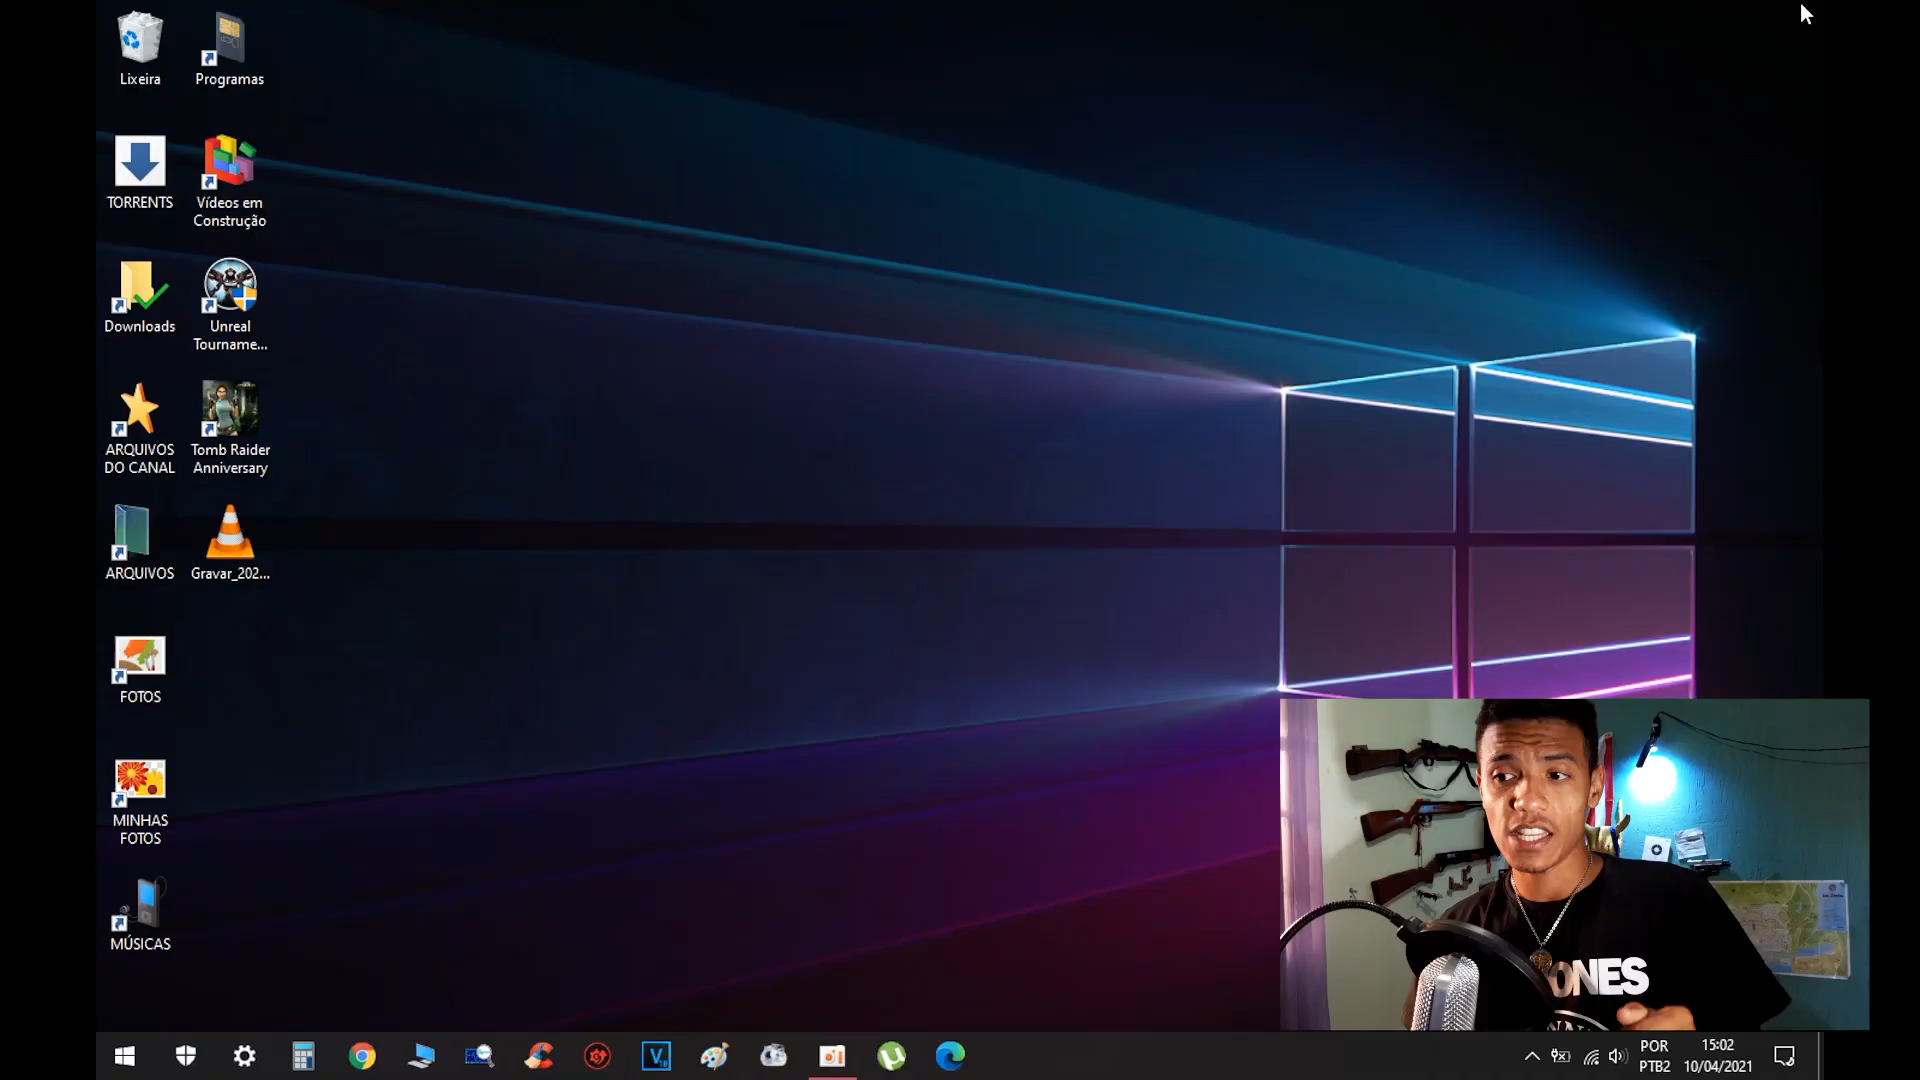 Lixeira
Programas
TORRENTS
Vídeos em
Construção
Downloads
Unreal
Tourname...
ARQUIVOS
DO CANAL
Tomb Raider
Anniversary
ARQUIVOS
Gravar_202...
FOTOS
MINHAS
FOTOS
MÚSICAS
ONES
V
18
POR
PTB2
15:02
10/04/2021